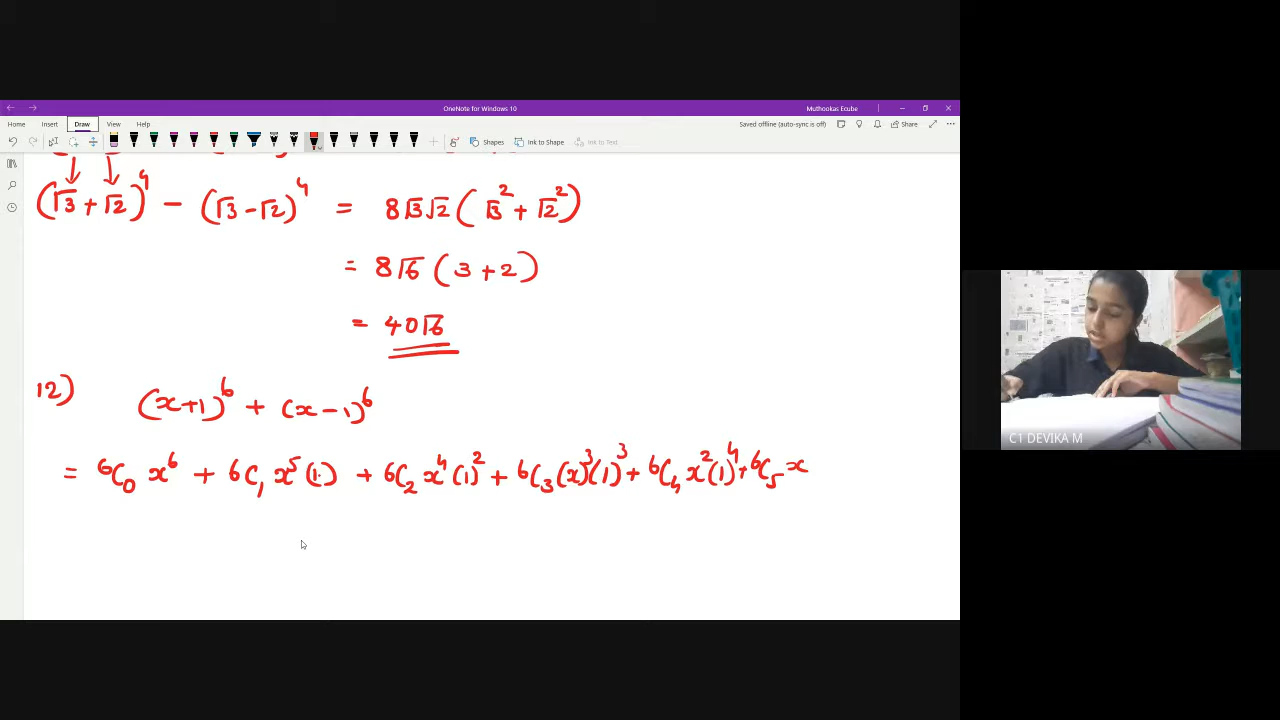 OneNote for Windows 10
Muthookas Ecube
Home Insert Draw View Help
Saved offline (auto-sync is off) Share
Shapes Ink to Shape Ink to Text
(√3 + √2)⁴ − (√3 − √2)⁴ = 8√3√2 (√3² + √2²)
= 8√6 (3 + 2)
= 40√6
12) (x+1)⁶ + (x−1)⁶
= ⁶C₀ x⁶ + 6C₁ x⁵ (1) + 6C₂ x⁴ (1)² + ⁶C₃ (x)³ (1)³ + ⁶C₄ x² (1)⁴ + ⁶C₅ x
C1 DEVIKA M